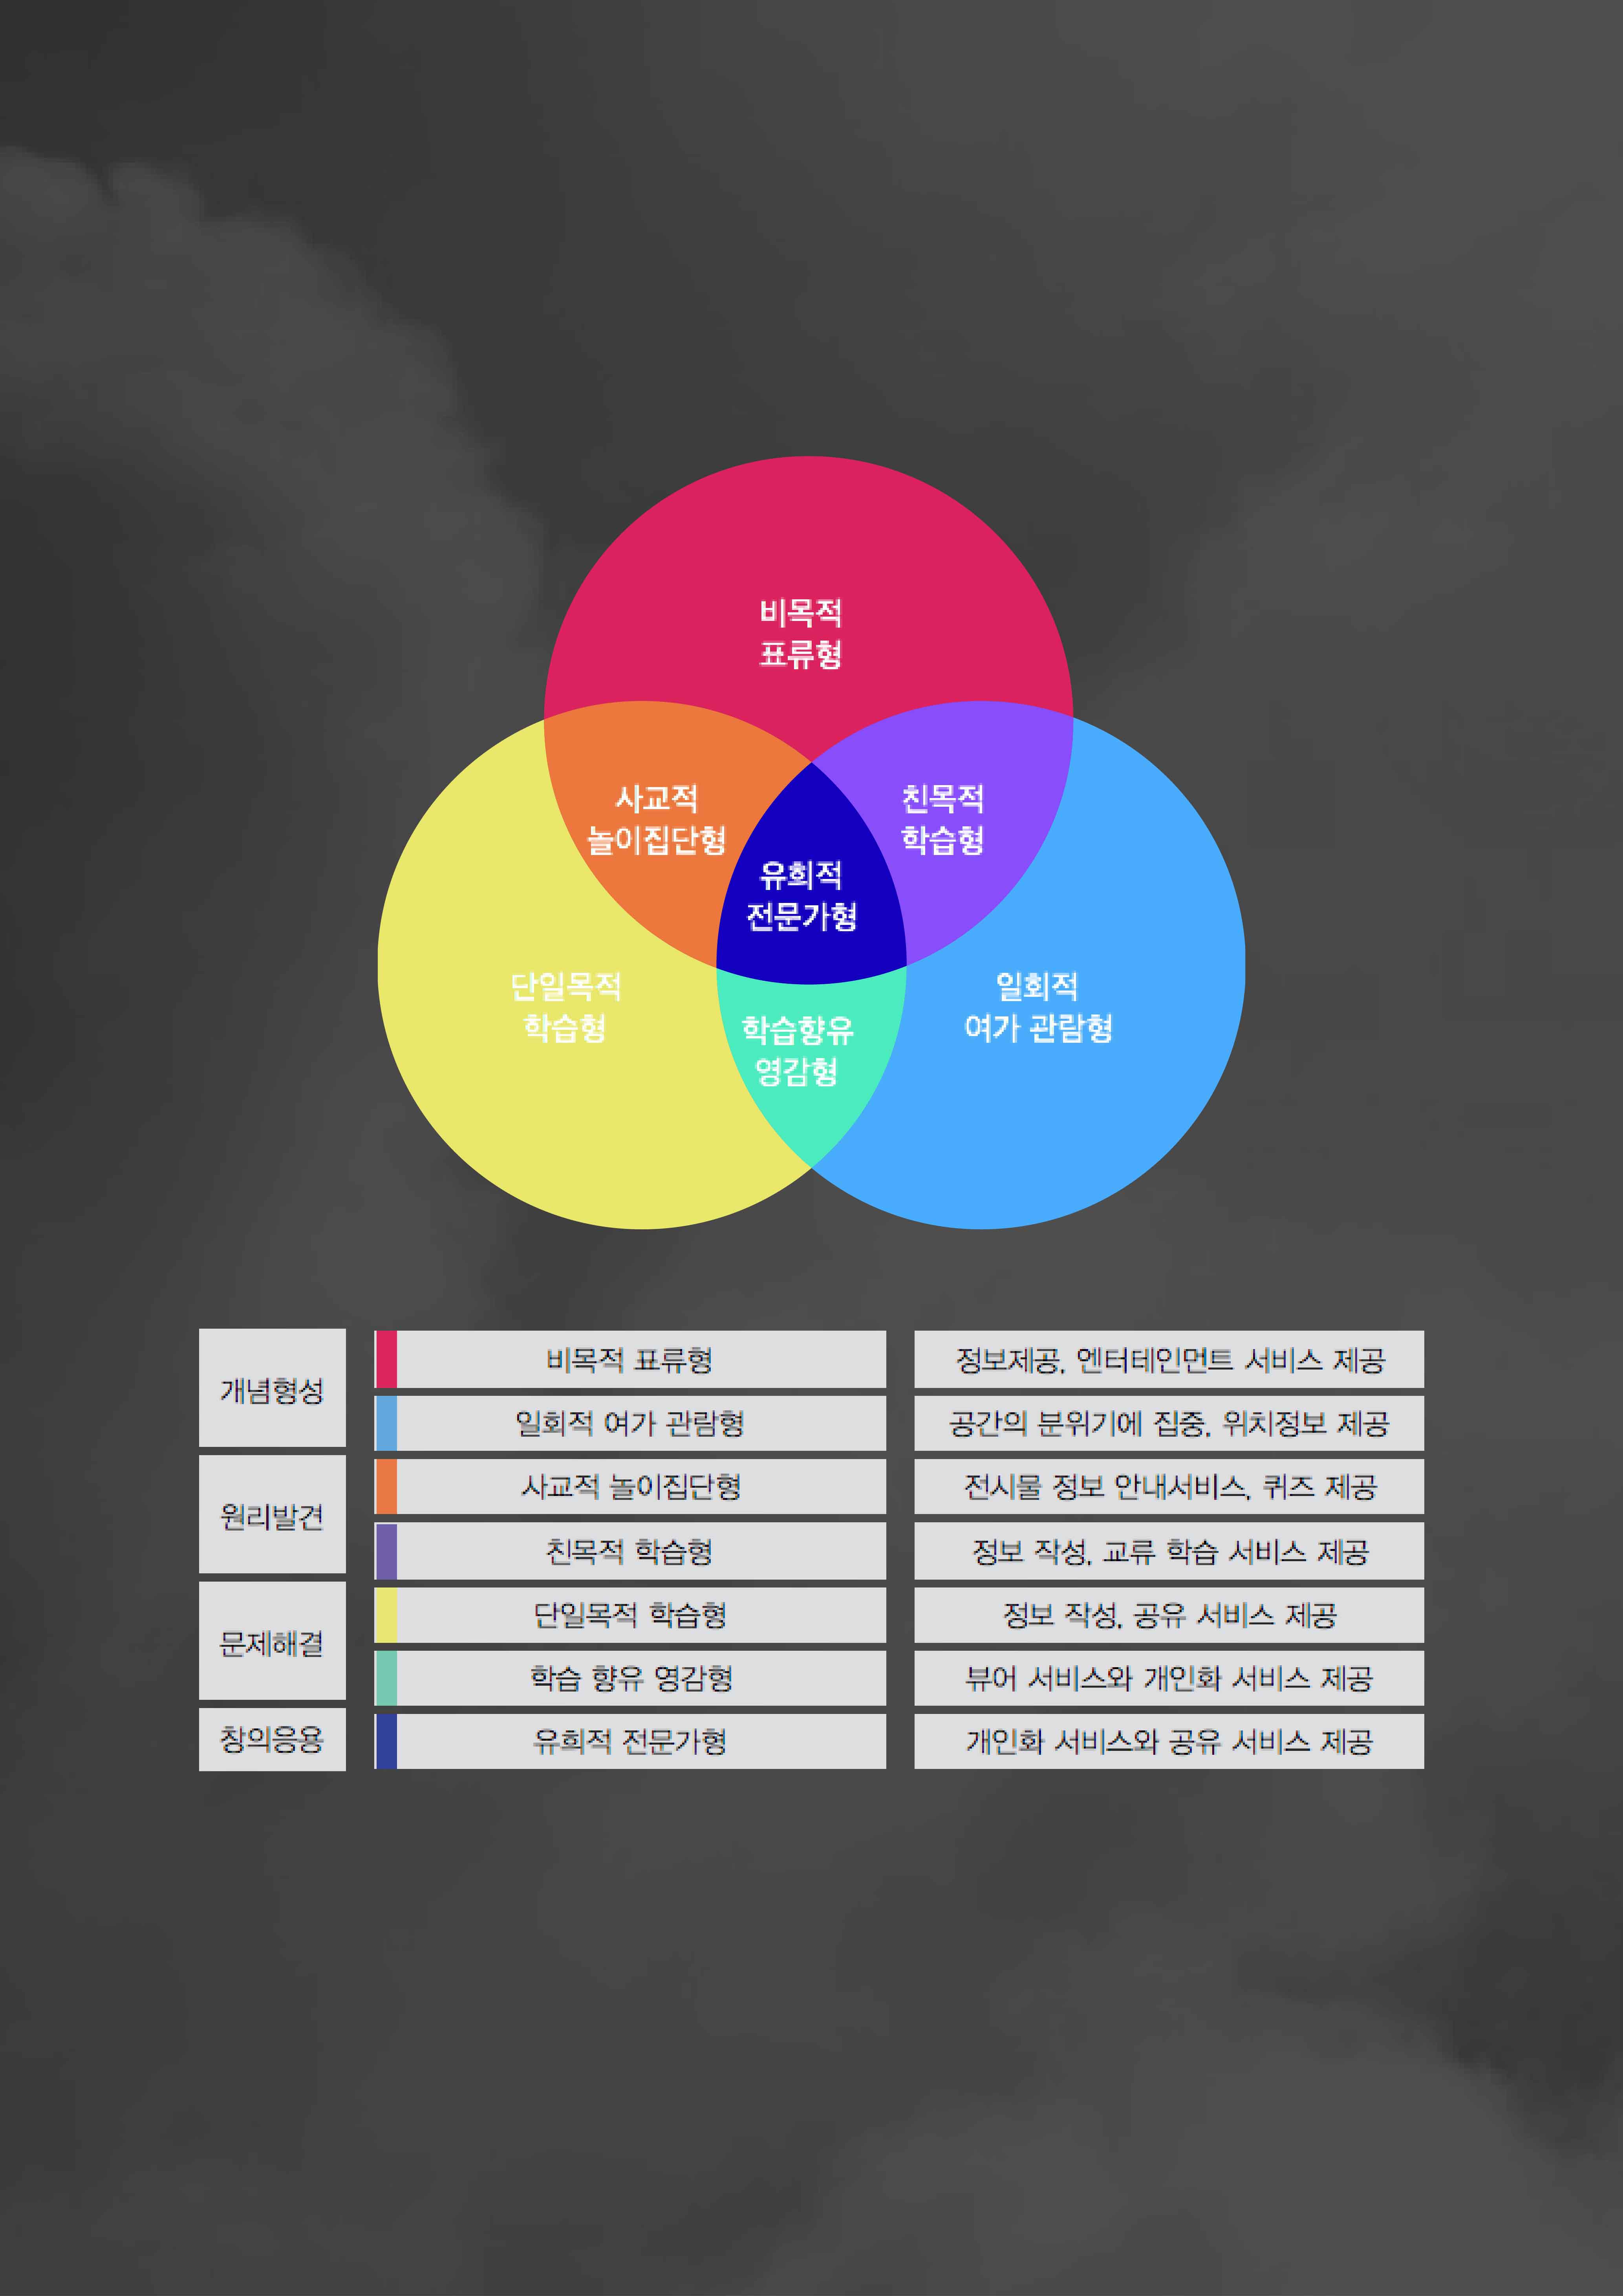 비목적
표류형
사교적
놀이집단형
친목적
학습형
유희적
전문가형
단일목적
학습형
학습향유
영감형
일회적
여가 관람형
개념형성
비목적 표류형
정보제공, 엔터테인먼트 서비스 제공
일회적 여가 관람형
공간의 분위기에 집중, 위치정보 제공
원리발견
사교적 놀이집단형
전시물 정보 안내서비스, 퀴즈 제공
친목적 학습형
정보 작성, 교류 학습 서비스 제공
문제해결
단일목적 학습형
정보 작성, 공유 서비스 제공
학습 향유 영감형
뷰어 서비스와 개인화 서비스 제공
창의응용
유희적 전문가형
개인화 서비스와 공유 서비스 제공